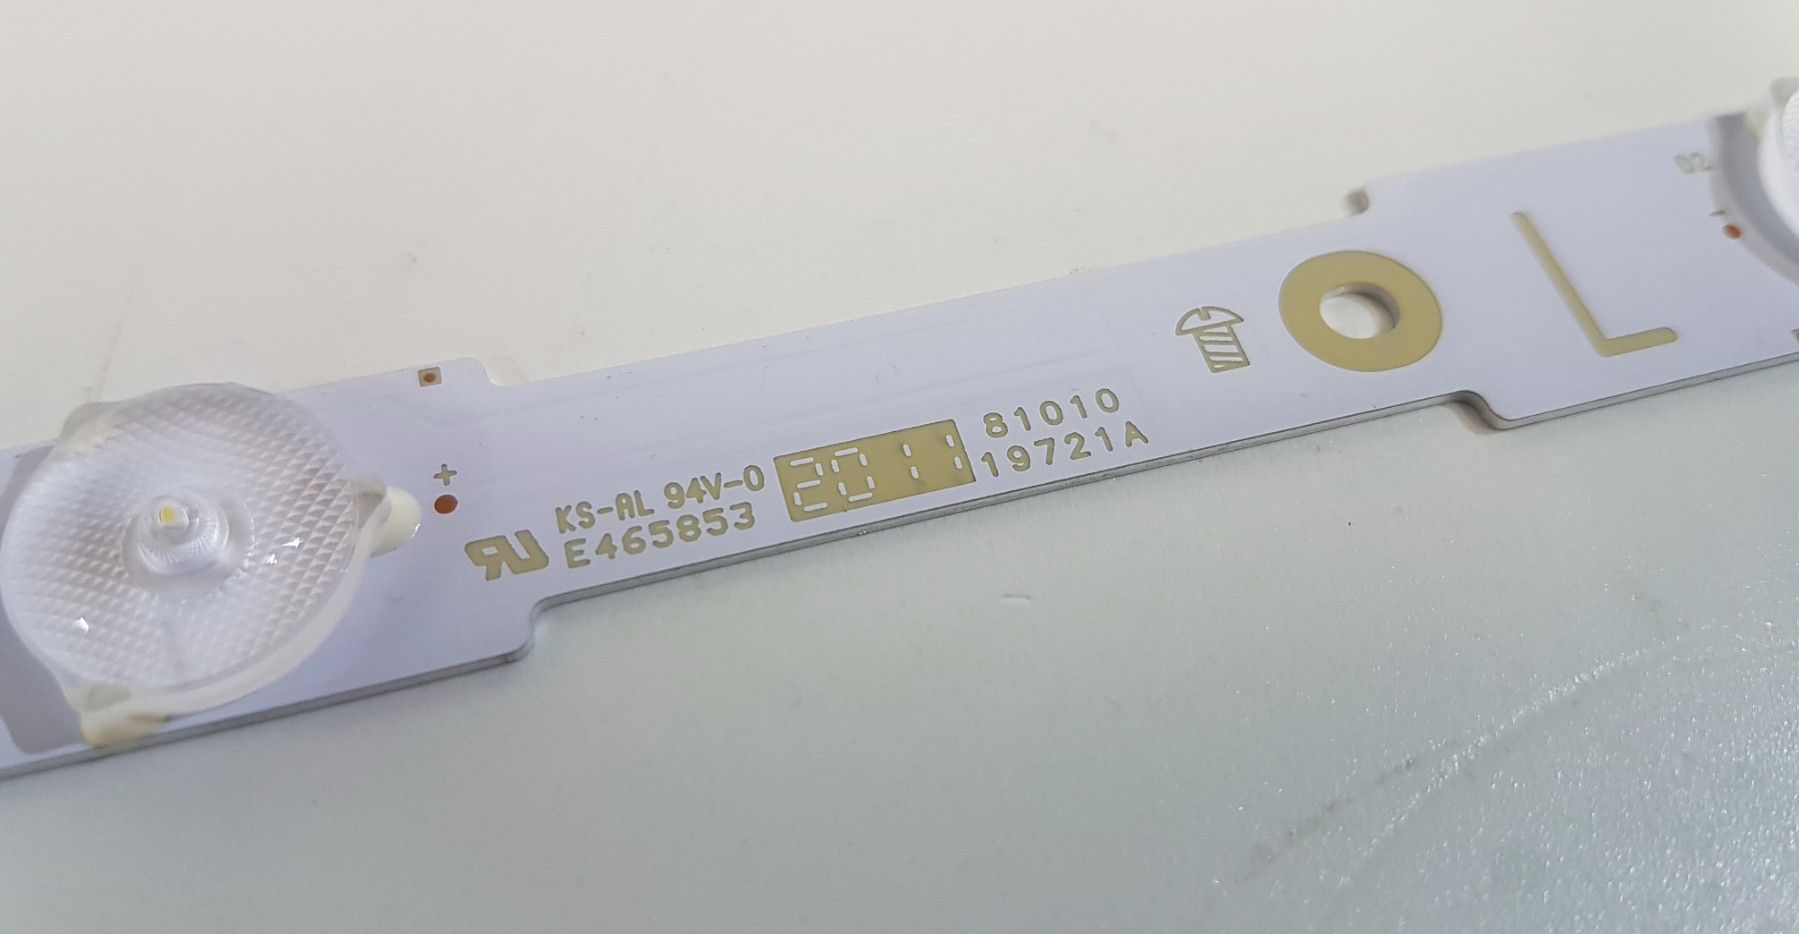 KS-AL 94V-0
E465853
2011
81010
19721A
L
D2
+
-